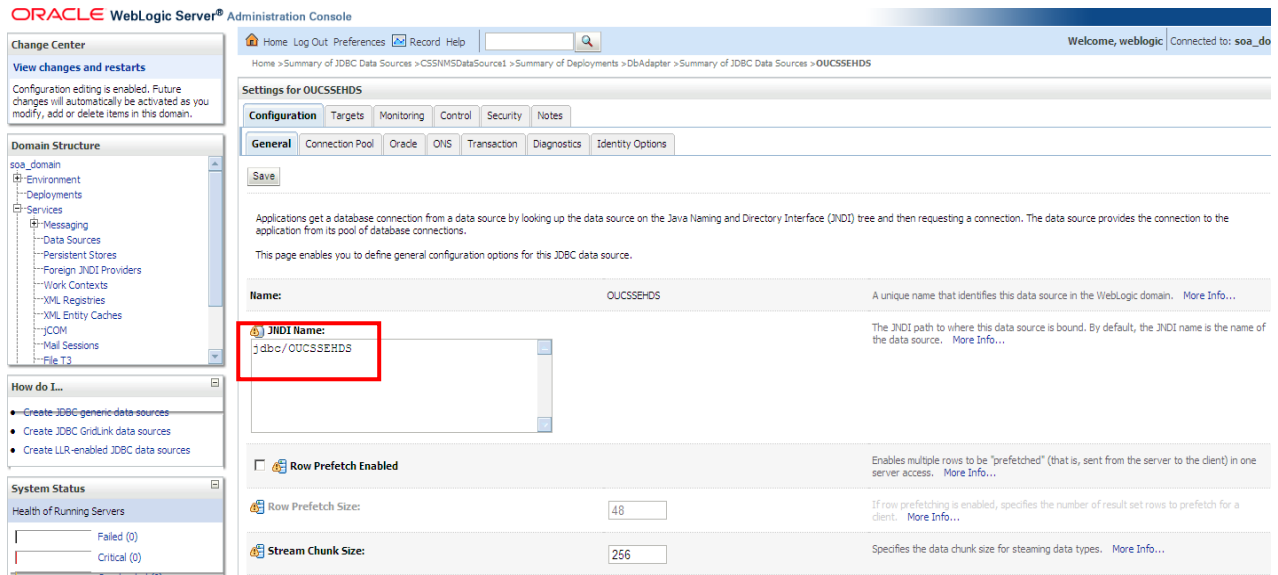 ORACLE WebLogic Server® Administration Console
Change Center
View changes and restarts
Configuration editing is enabled. Future
changes will automatically be activated as you
modify, add or delete items in this domain.
Domain Structure
soa_domain
Environment
Deployments
Services
Messaging
Data Sources
Persistent Stores
Foreign JNDI Providers
Work Contexts
XML Registries
XML Entity Caches
jCOM
Mail Sessions
File T3
How do I...
Create JDBC generic data sources
Create JDBC GridLink data sources
Create LLR-enabled JDBC data sources
System Status
Health of Running Servers
Failed (0)
Critical (0)
Home Log Out Preferences Record Help
Welcome, weblogic Connected to: soa_do
Home >Summary of JDBC Data Sources >CSSNMSDataSource1 >Summary of Deployments >DbAdapter >Summary of JDBC Data Sources >OUCSSEHDS
Settings for OUCSSEHDS
Configuration Targets Monitoring Control Security Notes
General Connection Pool Oracle ONS Transaction Diagnostics Identity Options
Save
Applications get a database connection from a data source by looking up the data source on the Java Naming and Directory Interface (JNDI) tree and then requesting a connection. The data source provides the connection to the
application from its pool of database connections.
This page enables you to define general configuration options for this JDBC data source.
Name: OUCSSEHDS A unique name that identifies this data source in the WebLogic domain. More Info...
JNDI Name:
jdbc/OUCSSEHDS
The JNDI path to where this data source is bound. By default, the JNDI name is the name of
the data source. More Info...
Row Prefetch Enabled
Enables multiple rows to be "prefetched" (that is, sent from the server to the client) in one
server access. More Info...
Row Prefetch Size: 48
If row prefetching is enabled, specifies the number of result set rows to prefetch for a
client. More Info...
Stream Chunk Size: 256 Specifies the data chunk size for steaming data types. More Info...